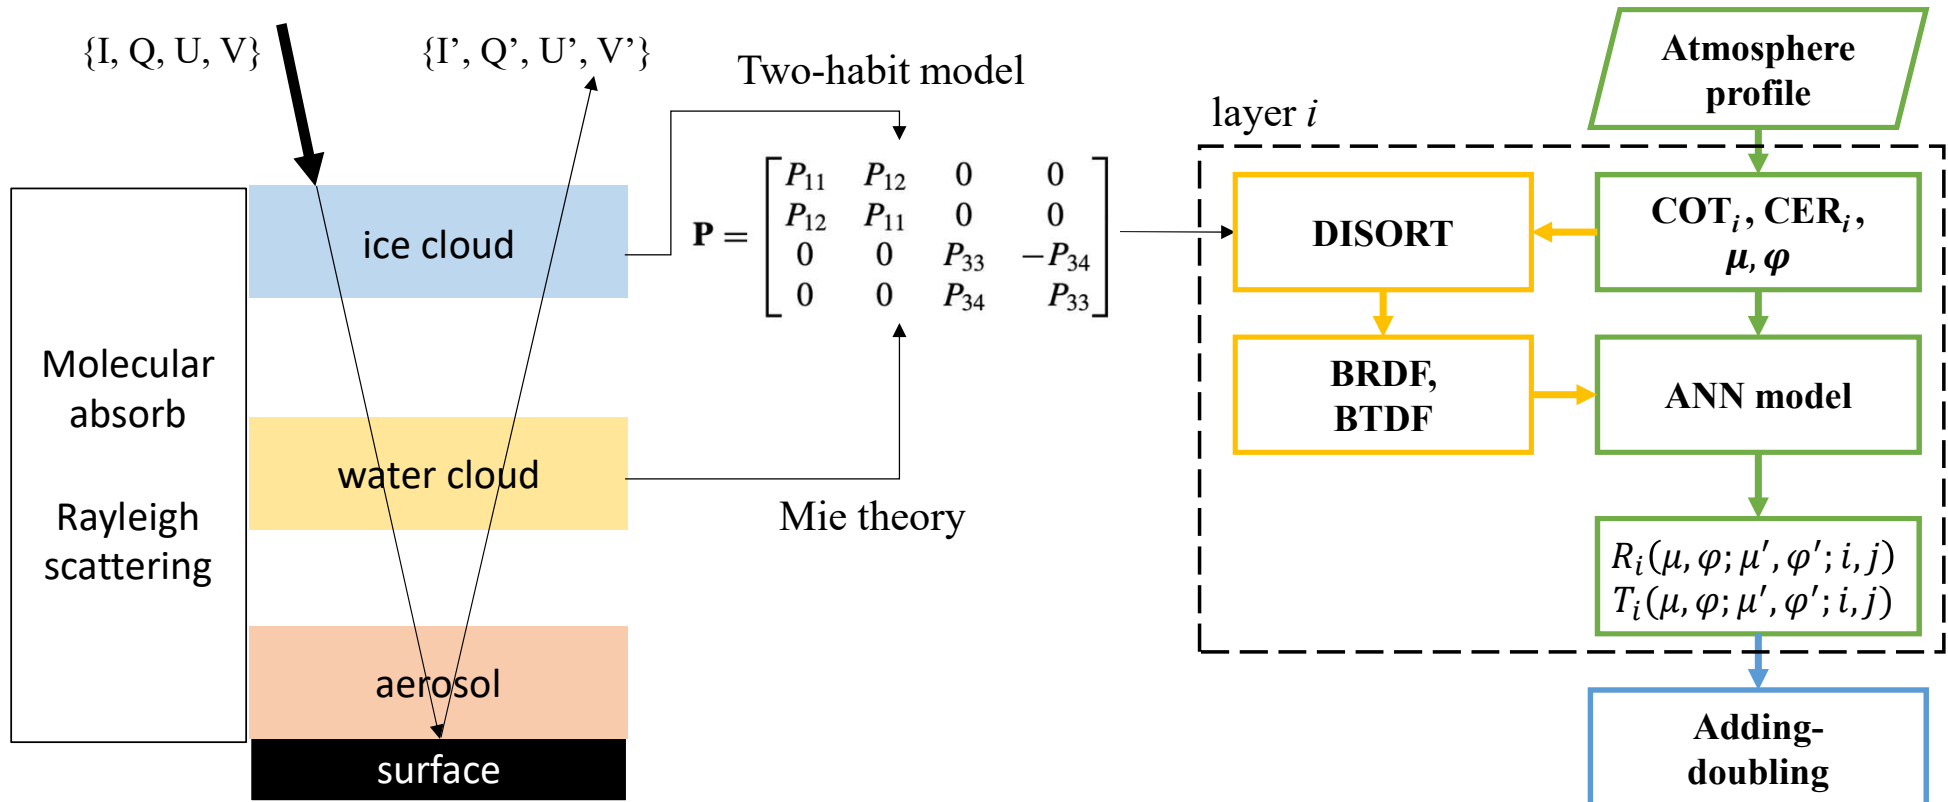 {I, Q, U, V}
{I’, Q’, U’, V’}
Two-habit model
ice cloud
water cloud
aerosol
surface
Molecular
absorb
Rayleigh
scattering
P =
P11 P12 0 0
P12 P11 0 0
0 0 P33 −P34
0 0 P34 P33
Mie theory
layer i
Atmosphere
profile
DISORT
COTi, CERi,
μ, φ
BRDF,
BTDF
ANN model
Ri(μ, φ; μ′, φ′; i, j)
Ti(μ, φ; μ′, φ′; i, j)
Adding-
doubling